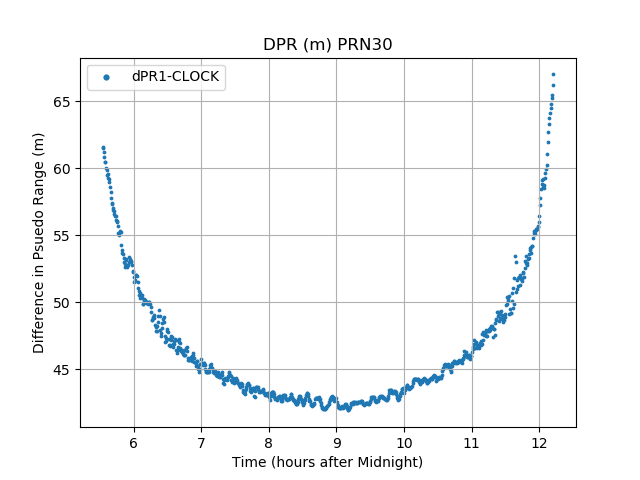 DPR (m) PRN30
dPR1-CLOCK
Difference in Psuedo Range (m)
65
60
55
50
45
6 7 8 9 10 11 12
Time (hours after Midnight)